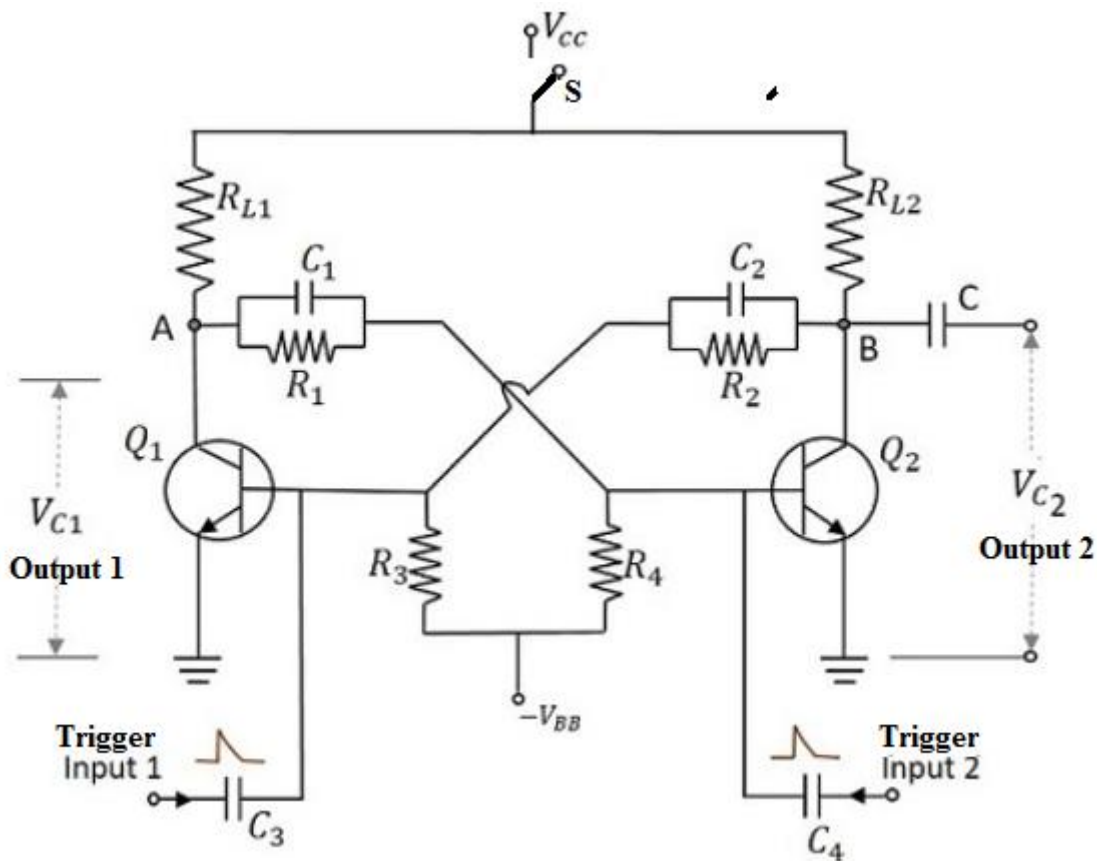 Vcc
S
RL1
RL2
C1
C2
A
C
B
R1
R2
Q1
Q2
VC1
VC2
Output 1
Output 2
R3
R4
−VBB
Trigger
Input 1
Trigger
Input 2
C3
C4